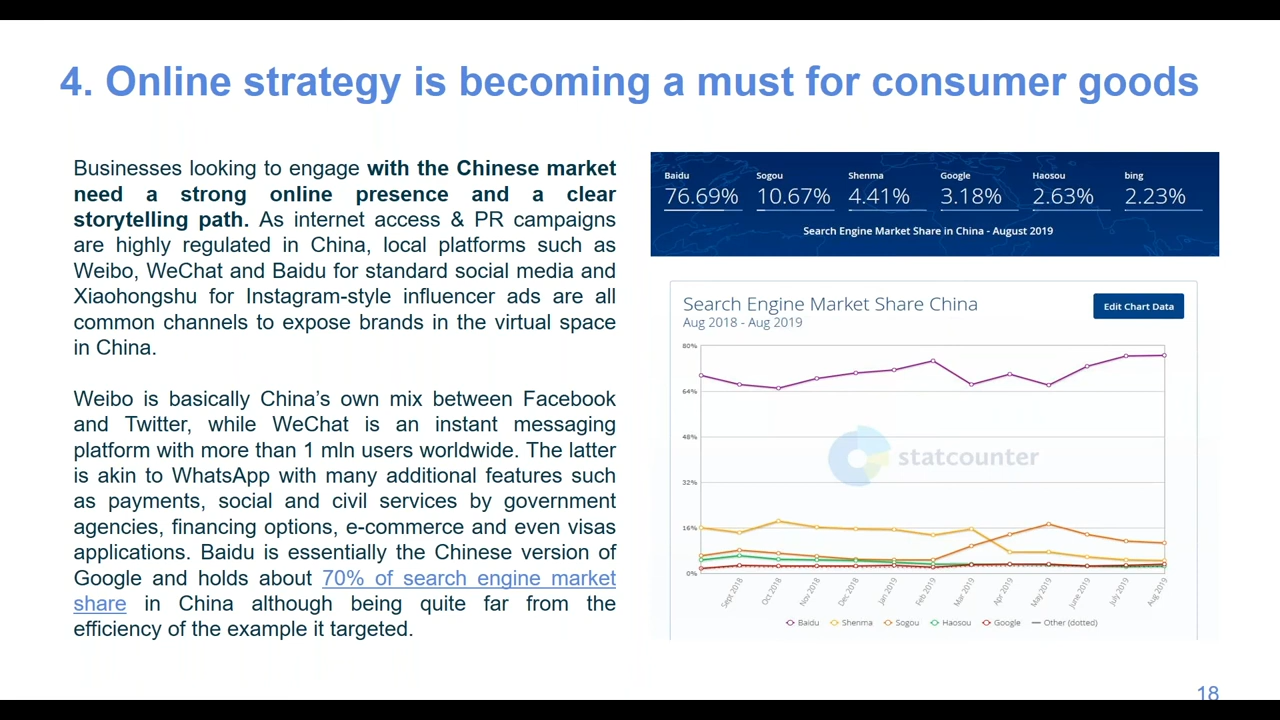 4. Online strategy is becoming a must for consumer goods
Businesses looking to engage with the Chinese market
need a strong online presence and a clear
storytelling path. As internet access & PR campaigns
are highly regulated in China, local platforms such as
Weibo, WeChat and Baidu for standard social media and
Xiaohongshu for Instagram-style influencer ads are all
common channels to expose brands in the virtual space
in China.
Weibo is basically China’s own mix between Facebook
and Twitter, while WeChat is an instant messaging
platform with more than 1 mln users worldwide. The latter
is akin to WhatsApp with many additional features such
as payments, social and civil services by government
agencies, financing options, e-commerce and even visas
applications. Baidu is essentially the Chinese version of
Google and holds about 70% of search engine market
share in China although being quite far from the
efficiency of the example it targeted.
Baidu Sogou Shenma Google Haosou bing
76.69% 10.67% 4.41% 3.18% 2.63% 2.23%
Search Engine Market Share in China - August 2019
Search Engine Market Share China
Aug 2018 - Aug 2019
Edit Chart Data
80%
64%
48%
statcounter
32%
16%
0%
Sept 2018 Oct 2018 Nov 2018 Dec 2018 Jan 2019 Feb 2019 Mar 2019 Apr 2019 May 2019 June 2019 July 2019 Aug 2019
Baidu Shenma Sogou Haosou Google Other (dotted)
18